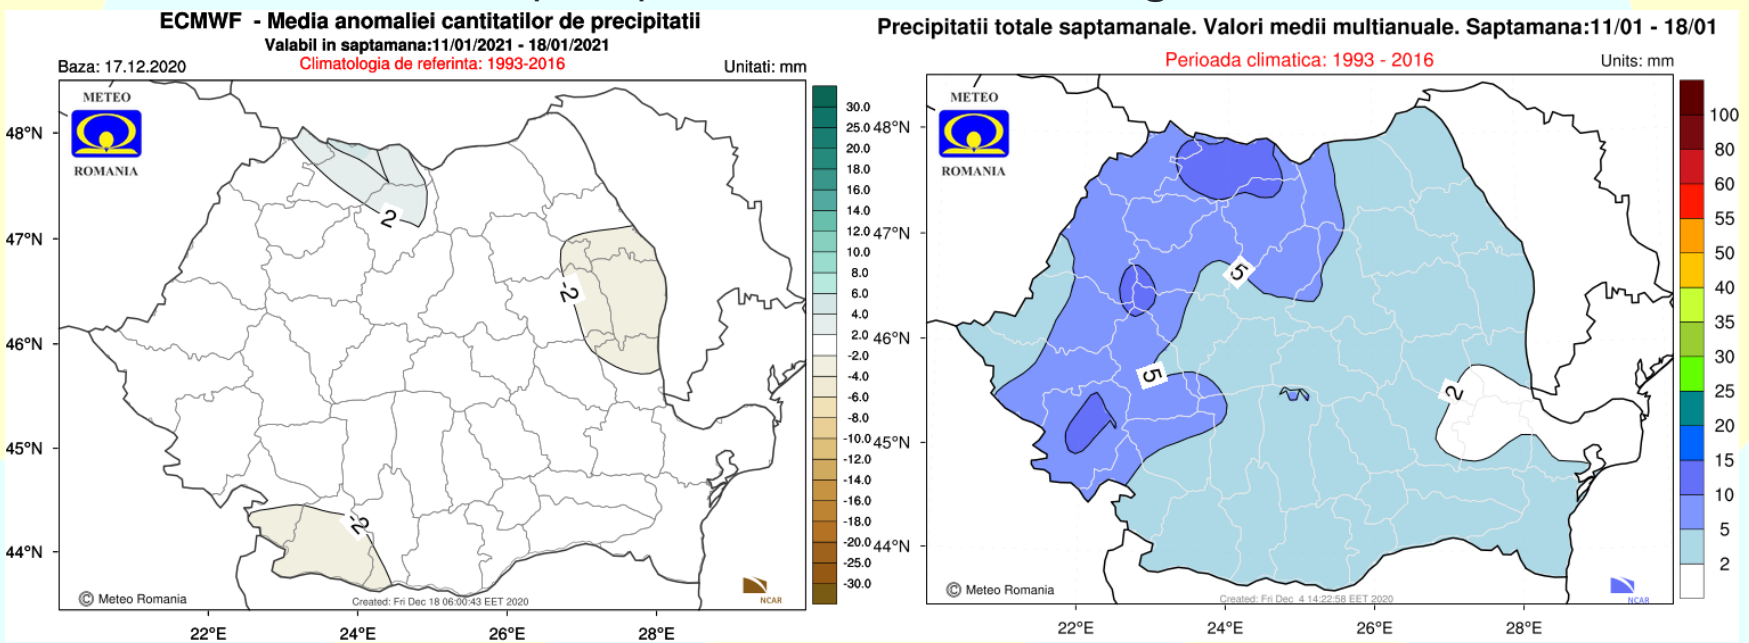 ECMWF - Media anomaliei cantitatilor de precipitatii
Valabil in saptamana:11/01/2021 - 18/01/2021
Baza: 17.12.2020
Climatologia de referinta: 1993-2016
Unitati: mm
METEO
ROMANIA
48°N
47°N
46°N
45°N
44°N
22°E
24°E
26°E
28°E
2
-2
-2
30.0
25.0
20.0
18.0
16.0
14.0
12.0
10.0
8.0
6.0
4.0
2.0
-2.0
-4.0
-6.0
-8.0
-10.0
-12.0
-14.0
-16.0
-18.0
-20.0
-25.0
-30.0
© Meteo Romania
Created: Fri Dec 18 06:00:43 EET 2020
NCAR
Precipitatii totale saptamanale. Valori medii multianuale. Saptamana:11/01 - 18/01
Perioada climatica: 1993 - 2016
Units: mm
METEO
ROMANIA
48°N
47°N
46°N
45°N
44°N
22°E
24°E
26°E
28°E
5
5
2
100
80
60
55
50
40
35
30
25
20
15
10
5
2
© Meteo Romania
Created: Fri Dec 4 14:22:58 EET 2020
NCAR